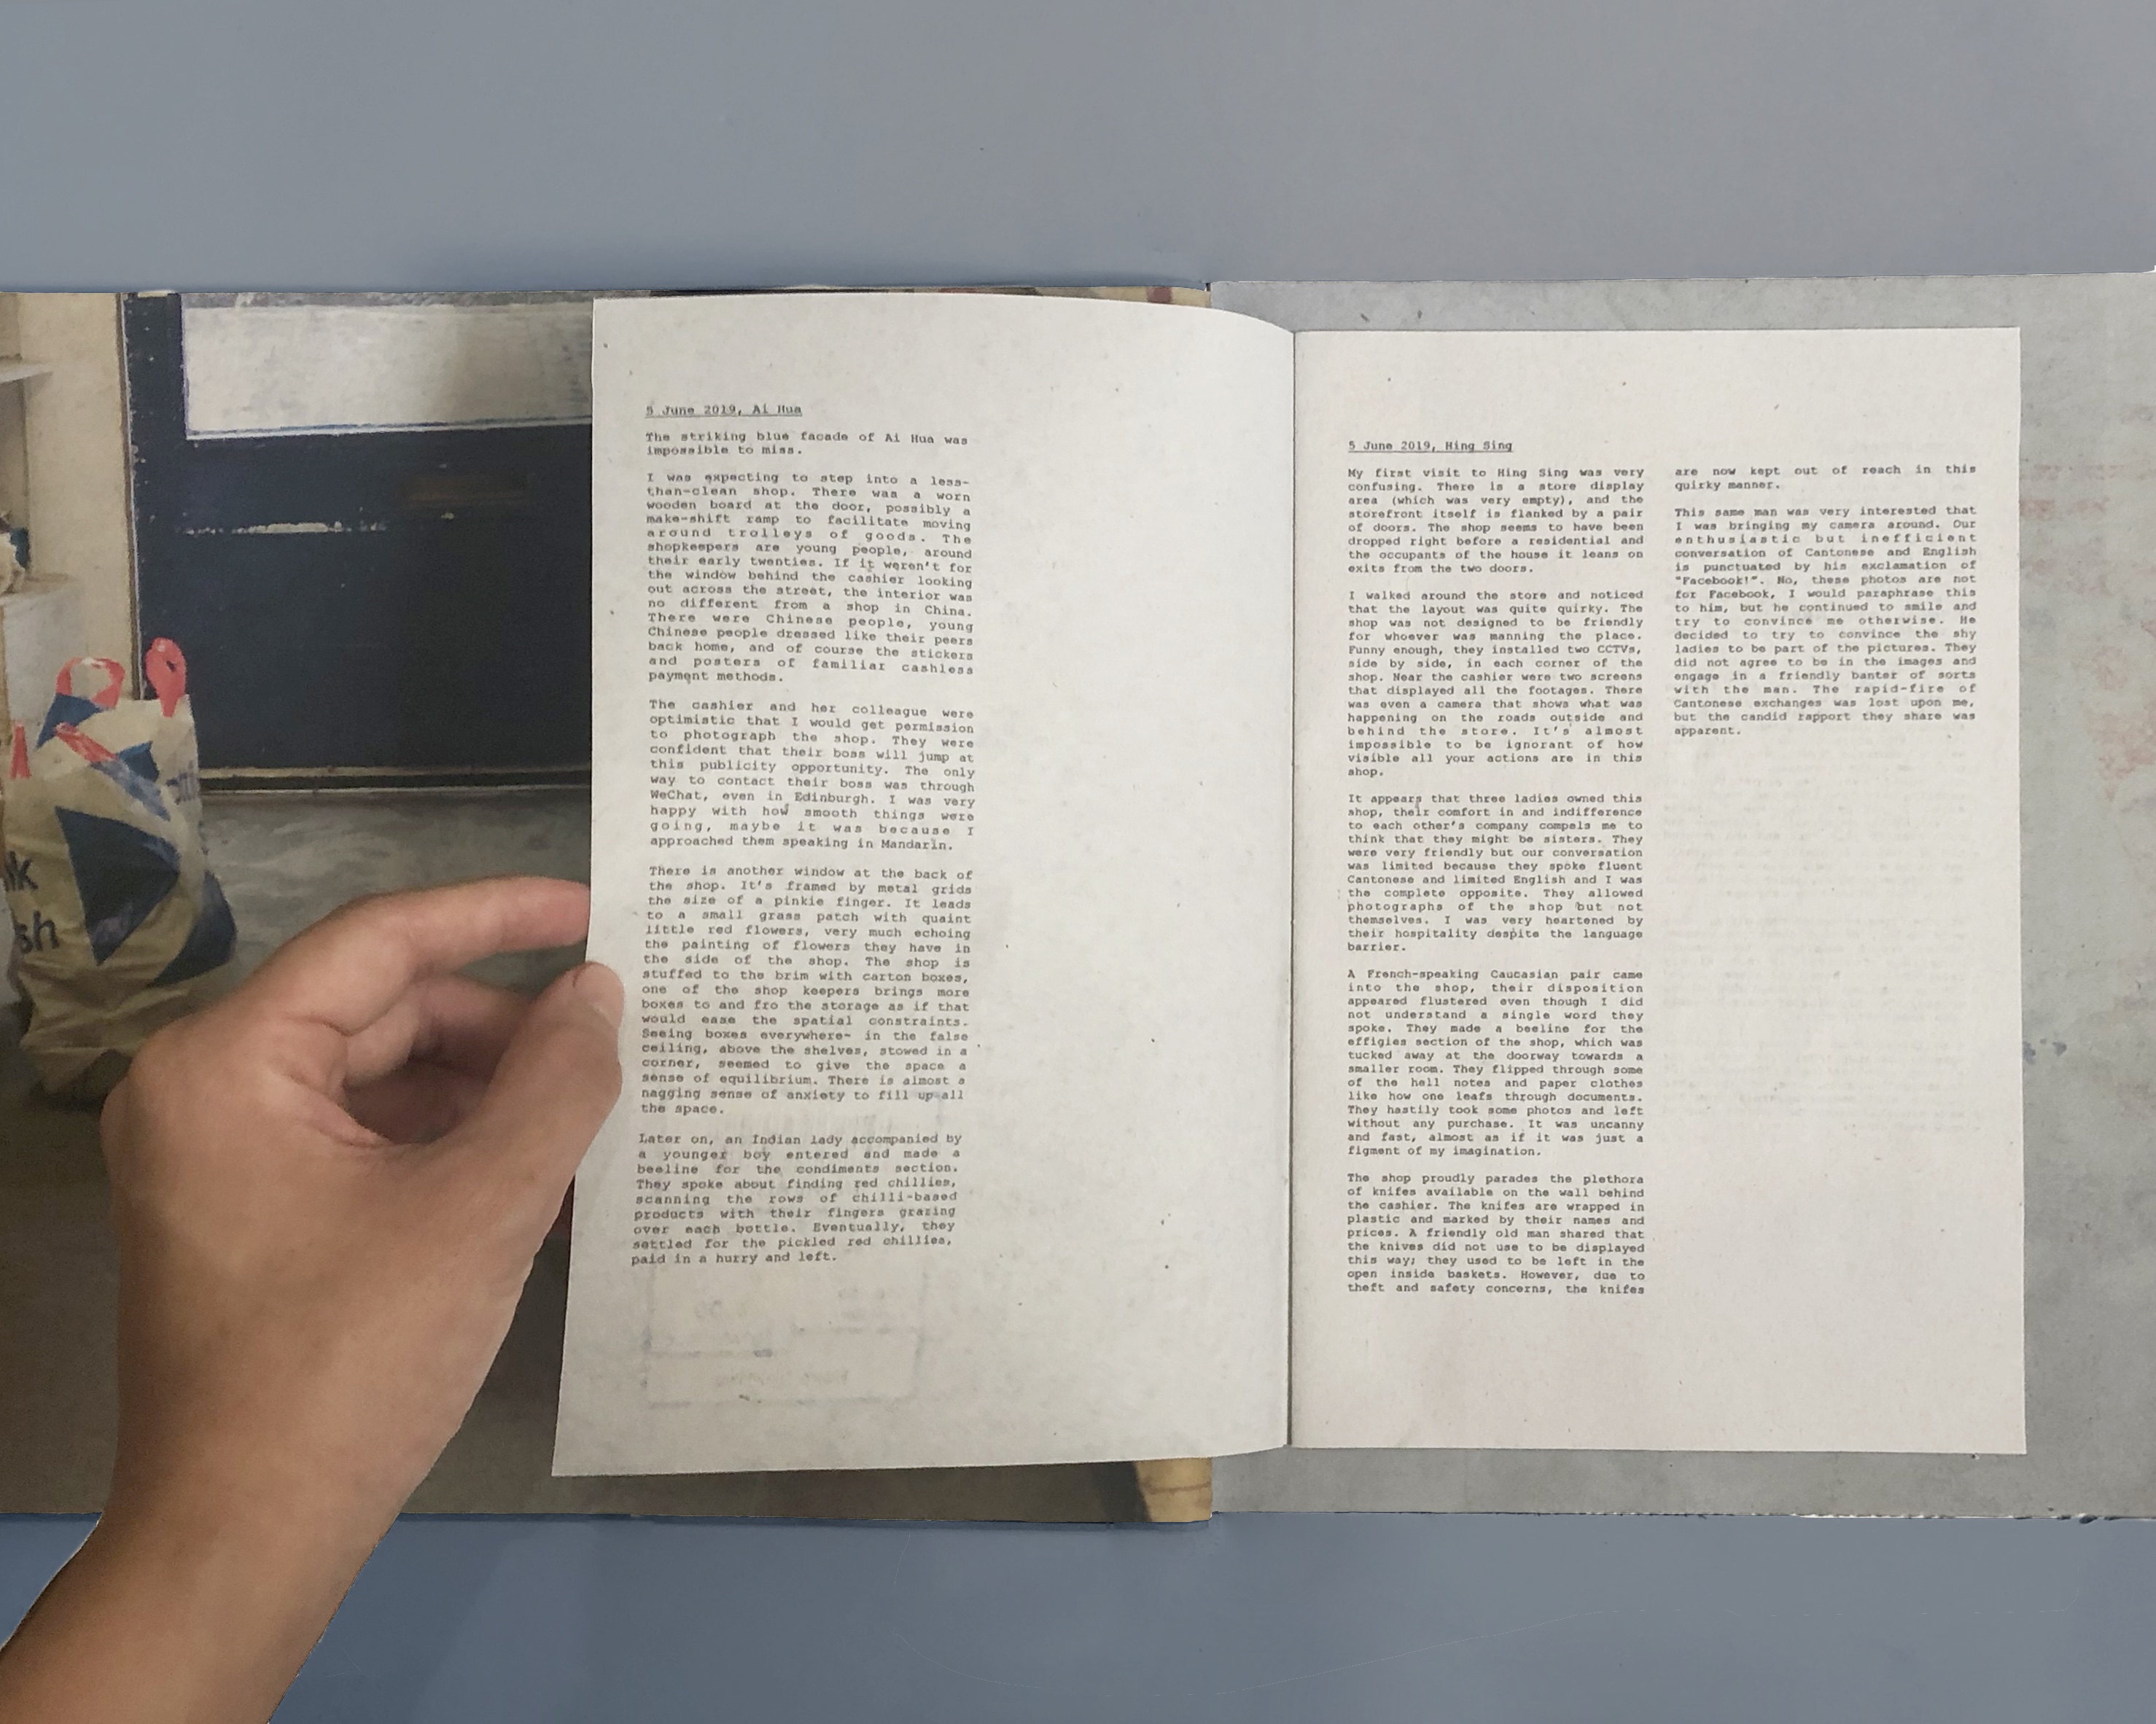 lk
sh
5 June 2019, Ai Hua
The striking blue facade of Ai Hua was
impossible to miss.
I was expecting to step into a less-
than-clean shop. There was a worn
wooden board at the door, possibly a
make-shift ramp to facilitate moving
around trolleys of goods. The
shopkeepers are young people, around
their early twenties. If it weren't for
the window behind the cashier looking
out across the street, the interior was
no different from a shop in China.
There were Chinese people, young
Chinese people dressed like their peers
back home, and of course the stickers
and posters of familiar cashless
payment methods.
The cashier and her colleague were
optimistic that I would get permission
to photograph the shop. They were
confident that their boss will jump at
this publicity opportunity. The only
way to contact their boss was through
WeChat, even in Edinburgh. I was very
happy with how smooth things were
going, maybe it was because I
approached them speaking in Mandarin.
There is another window at the back of
the shop. It's framed by metal grids
the size of a pinkie finger. It leads
to a small grass patch with quaint
little red flowers, very much echoing
the painting of flowers they have in
the side of the shop. The shop is
stuffed to the brim with carton boxes,
one of the shop keepers brings more
boxes to and fro the storage as if that
would ease the spatial constraints.
Seeing boxes everywhere- in the false
ceiling, above the shelves, stowed in a
corner, seemed to give the space a
sense of equilibrium. There is almost a
nagging sense of anxiety to fill up all
the space.
Later on, an Indian lady accompanied by
a younger boy entered and made a
beeline for the condiments section.
They spoke about finding red chillies,
scanning the rows of chilli-based
products with their fingers grazing
over each bottle. Eventually, they
settled for the pickled red chillies,
paid in a hurry and left.
5 June 2019, Hing Sing
My first visit to Hing Sing was very
confusing. There is a store display
area (which was very empty), and the
storefront itself is flanked by a pair
of doors. The shop seems to have been
dropped right before a residential and
the occupants of the house it leans on
exits from the two doors.
I walked around the store and noticed
that the layout was quite quirky. The
shop was not designed to be friendly
for whoever was manning the place.
Funny enough, they installed two CCTVs,
side by side, in each corner of the
shop. Near the cashier were two screens
that displayed all the footages. There
was even a camera that shows what was
happening on the roads outside and
behind the store. It's almost
impossible to be ignorant of how
visible all your actions are in this
shop.
It appears that three ladies owned this
shop, their comfort in and indifference
to each other's company compels me to
think that they might be sisters. They
were very friendly but our conversation
was limited because they spoke fluent
Cantonese and limited English and I was
the complete opposite. They allowed
photographs of the shop but not
themselves. I was very heartened by
their hospitality despite the language
barrier.
A French-speaking Caucasian pair came
into the shop, their disposition
appeared flustered even though I did
not understand a single word they
spoke. They made a beeline for the
effigies section of the shop, which was
tucked away at the doorway towards a
smaller room. They flipped through some
of the hell notes and paper clothes
like how one leafs through documents.
They hastily took some photos and left
without any purchase. It was uncanny
and fast, almost as if it was just a
figment of my imagination.
The shop proudly parades the plethora
of knifes available on the wall behind
the cashier. The knifes are wrapped in
plastic and marked by their names and
prices. A friendly old man shared that
the knives did not use to be displayed
this way; they used to be left in the
open inside baskets. However, due to
theft and safety concerns, the knifes
are now kept out of reach in this
quirky manner.
This same man was very interested that
I was bringing my camera around. Our
enthusiastic but inefficient
conversation of Cantonese and English
is punctuated by his exclamation of
"Facebook!". No, these photos are not
for Facebook, I would paraphrase this
to him, but he continued to smile and
try to convince me otherwise. He
decided to try to convince the shy
ladies to be part of the pictures. They
did not agree to be in the images and
engage in a friendly banter of sorts
with the man. The rapid-fire of
Cantonese exchanges was lost upon me,
but the candid rapport they share was
apparent.